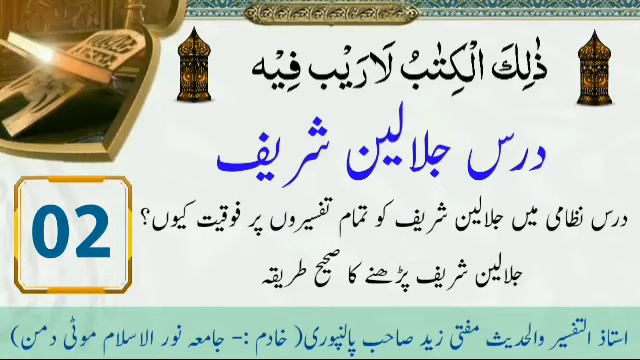 ذٰلِكَ الْكِتٰبُ لَارَيْب فِيْه
درس جلالین شریف
02
درس نظامی میں جلالین شریف کو تمام تفسیروں پر فوقیت کیوں؟
جلالین شریف پڑھنے کا صحیح طریقہ
استاذ التفسیر والحدیث مفتی زید صاحب پالنپوری( خادم :- جامعہ نور الاسلام موٹی دمن)